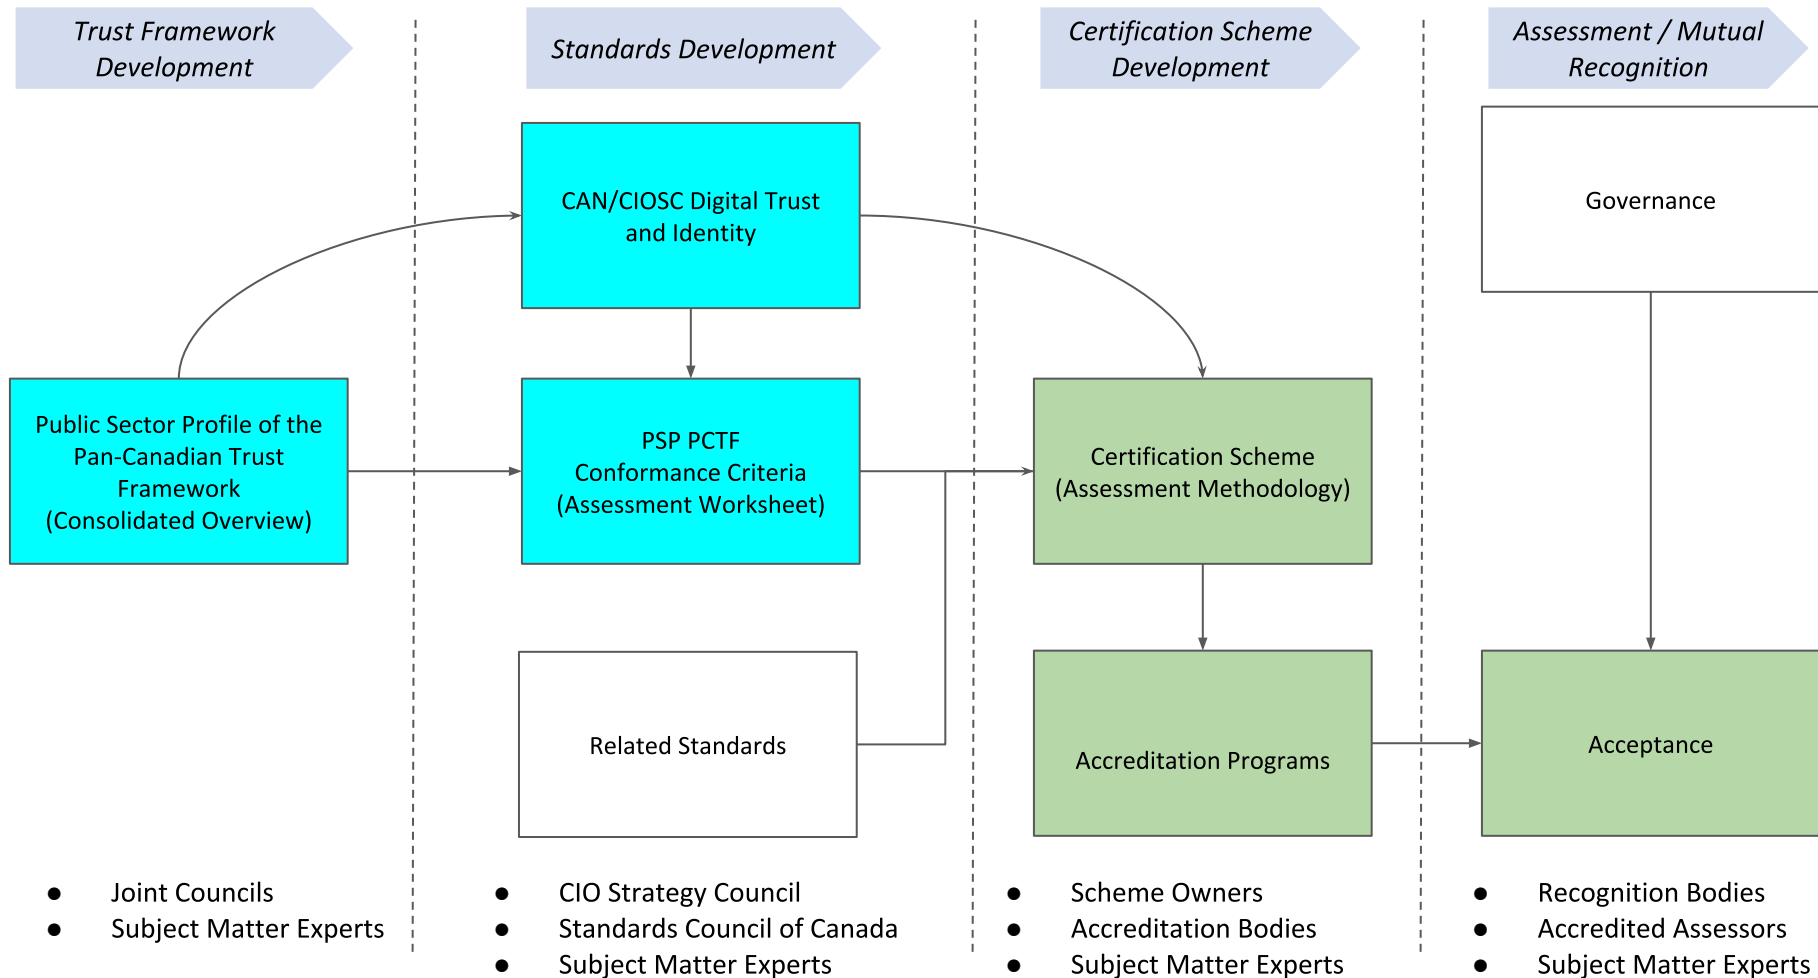 Trust Framework
Development
Standards Development
Certification Scheme
Development
Assessment / Mutual
Recognition
CAN/CIOSC Digital Trust
and Identity
Governance
Public Sector Profile of the
Pan-Canadian Trust
Framework
(Consolidated Overview)
PSP PCTF
Conformance Criteria
(Assessment Worksheet)
Certification Scheme
(Assessment Methodology)
Related Standards
Accreditation Programs
Acceptance
● Joint Councils
● Subject Matter Experts
● CIO Strategy Council
● Standards Council of Canada
● Subject Matter Experts
● Scheme Owners
● Accreditation Bodies
● Subject Matter Experts
● Recognition Bodies
● Accredited Assessors
● Subject Matter Experts